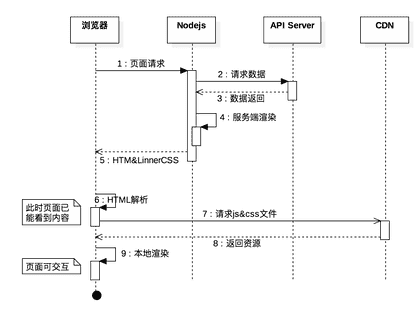 浏览器
Nodejs
API Server
CDN
1 : 页面请求
2 : 请求数据
3 : 数据返回
4 : 服务端渲染
5 : HTM&LinnerCSS
6 : HTML解析
此时页面已
能看到内容
7 : 请求js&css文件
8 : 返回资源
9 : 本地渲染
页面可交互